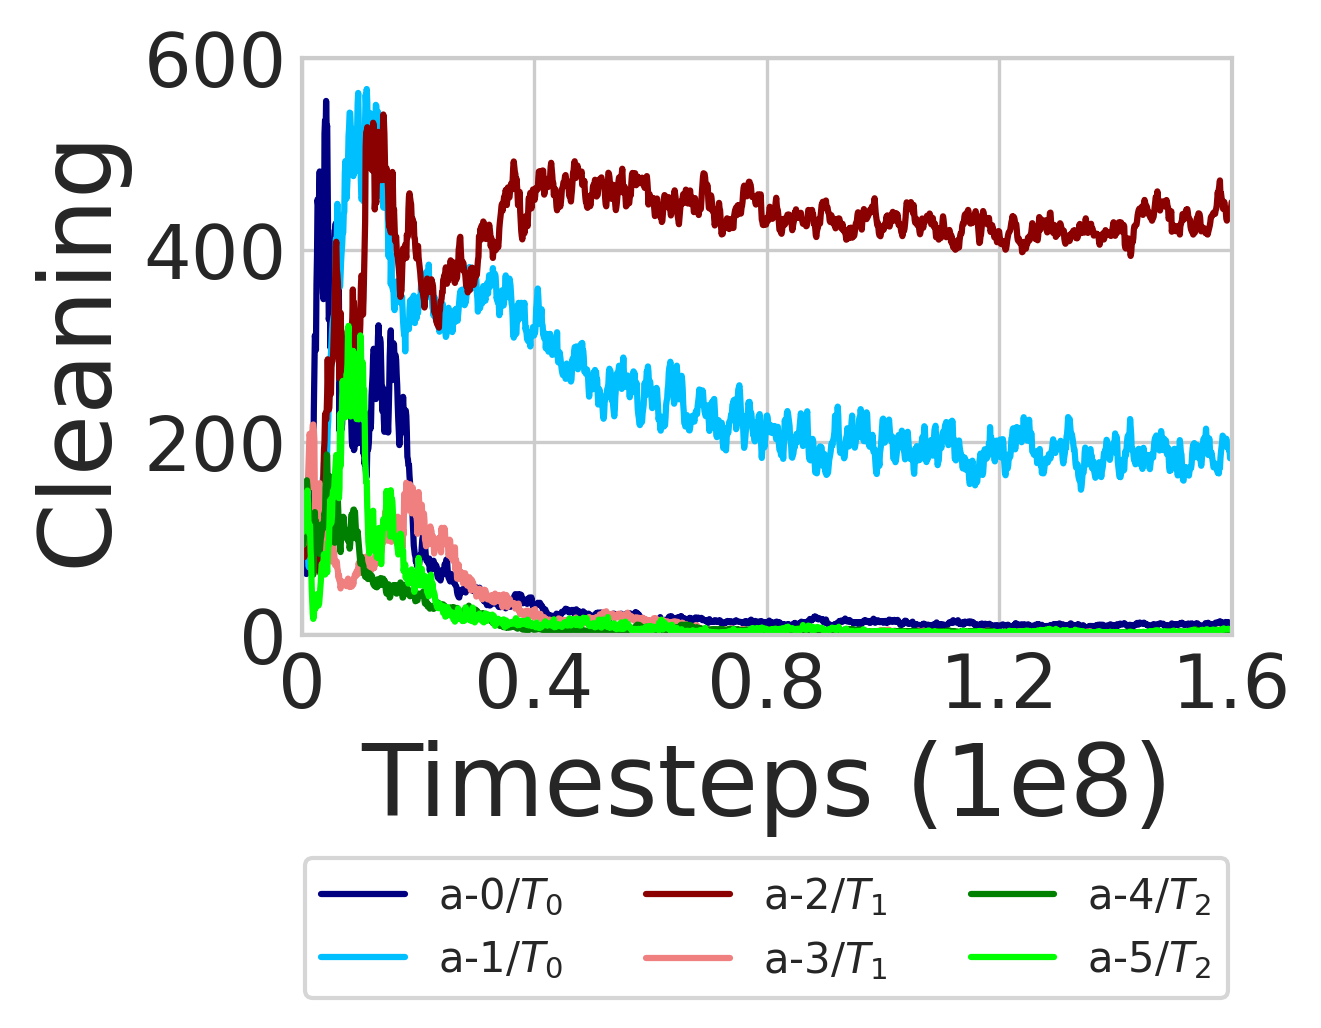 600
400
200
0
Cleaning
0 0.4 0.8 1.2 1.6
Timesteps (1e8)
a-0/T₀ a-2/T₁ a-4/T₂
a-1/T₀ a-3/T₁ a-5/T₂